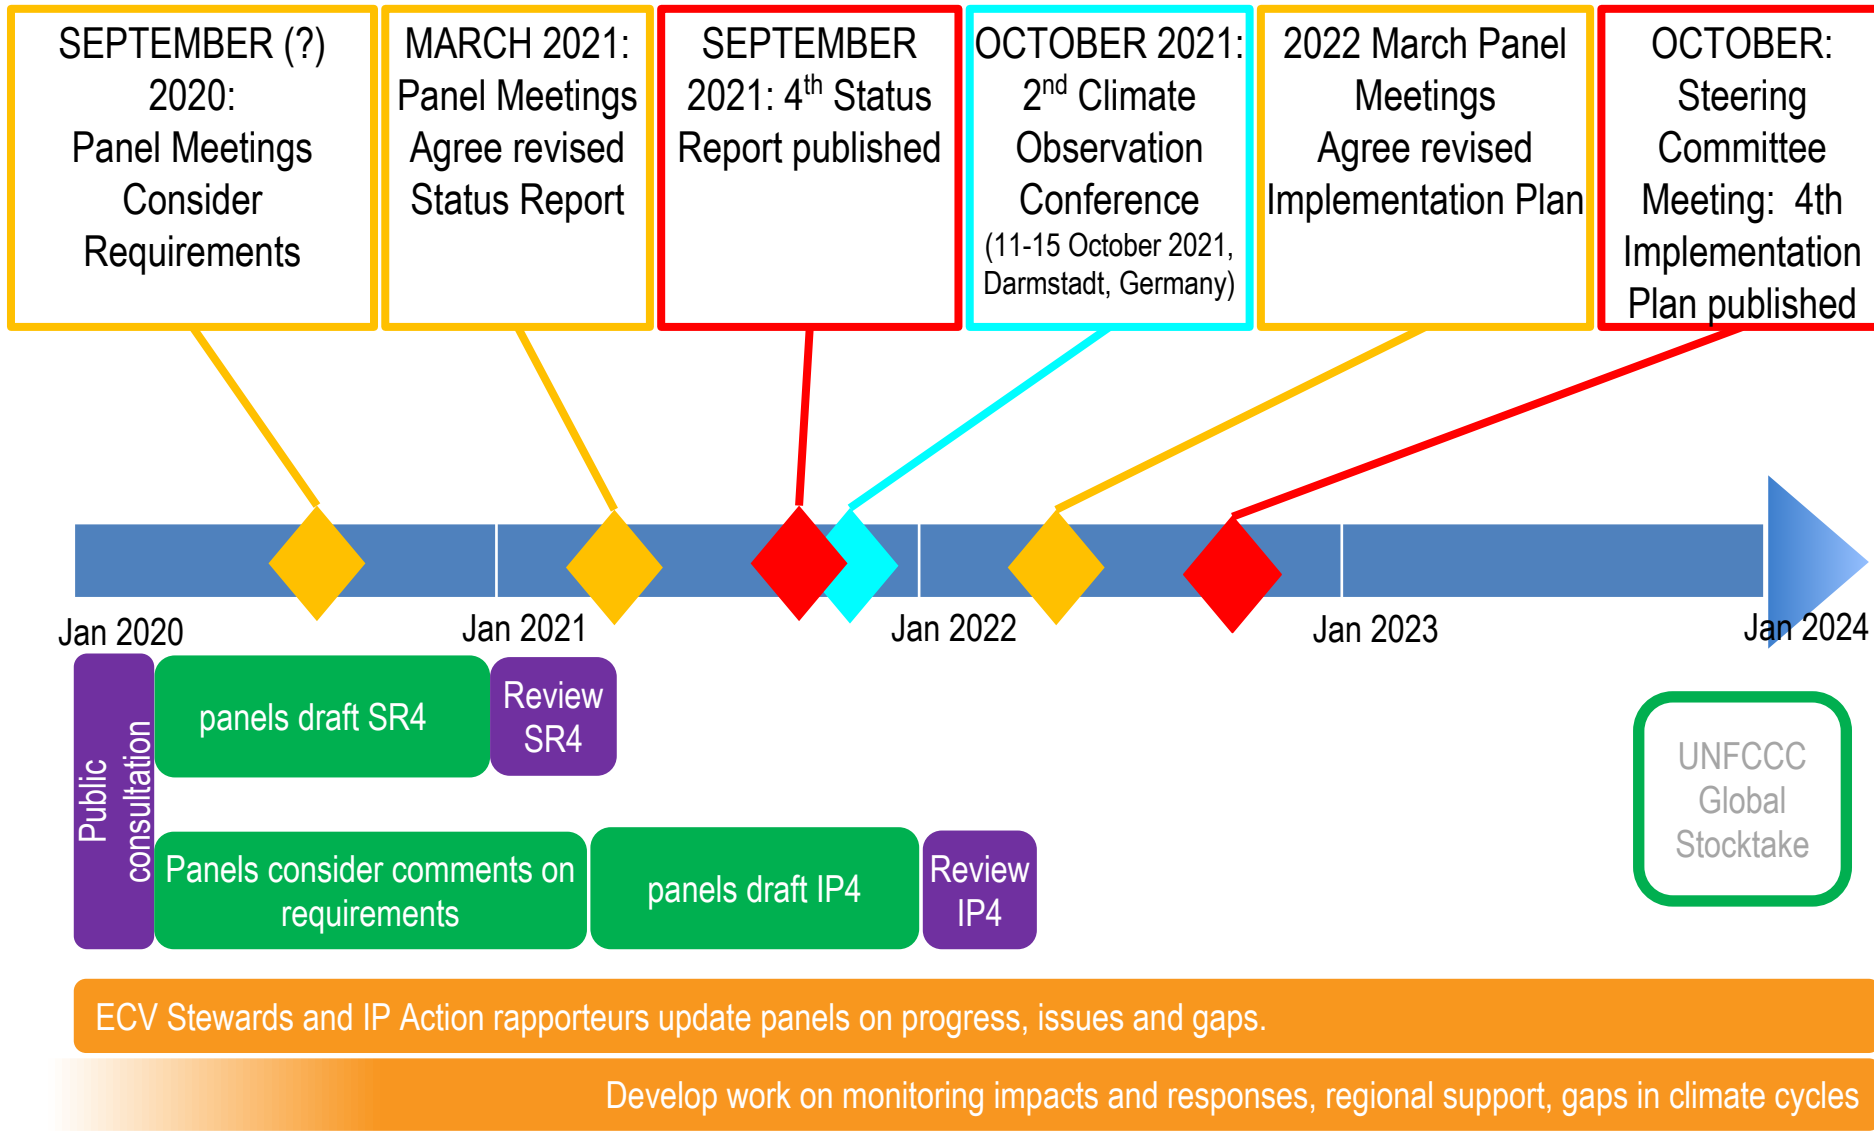 SEPTEMBER (?)
2020:
Panel Meetings
Consider
Requirements
MARCH 2021:
Panel Meetings
Agree revised
Status Report
SEPTEMBER
2021: 4th Status
Report published
OCTOBER 2021:
2nd Climate
Observation
Conference
(11-15 October 2021,
Darmstadt, Germany)
2022 March Panel
Meetings
Agree revised
Implementation Plan
OCTOBER:
Steering
Committee
Meeting: 4th
Implementation
Plan published
Jan 2020
Jan 2021
Jan 2022
Jan 2023
Jan 2024
Public
consultation
panels draft SR4
Review
SR4
Panels consider comments on
requirements
panels draft IP4
Review
IP4
UNFCCC
Global
Stocktake
ECV Stewards and IP Action rapporteurs update panels on progress, issues and gaps.
Develop work on monitoring impacts and responses, regional support, gaps in climate cycles